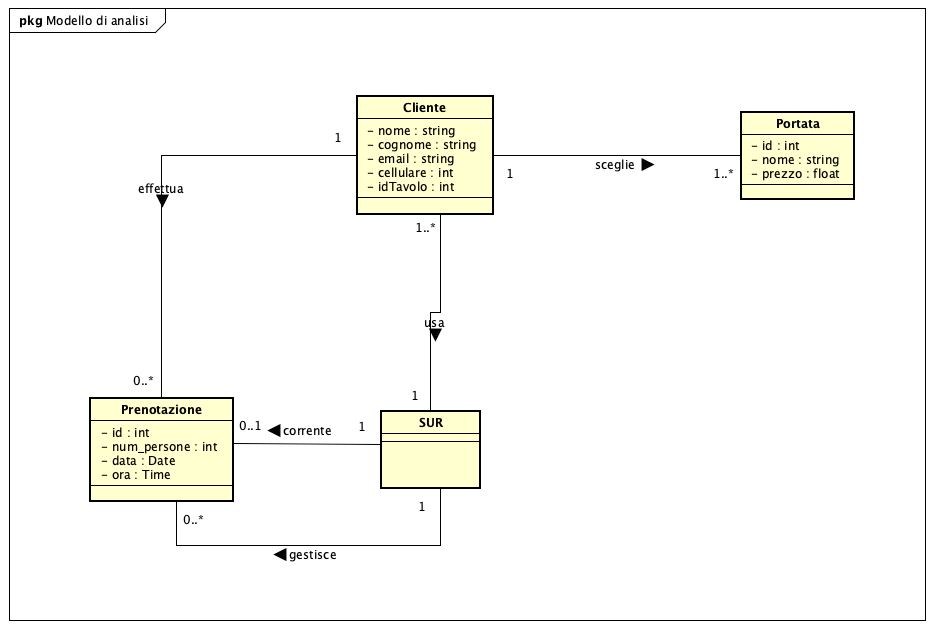 pkg Modello di analisi
Cliente
- nome : string
- cognome : string
- email : string
- cellulare : int
- idTavolo : int
Portata
- id : int
- nome : string
- prezzo : float
1
1
sceglie
1..*
effettua
1..*
usa
0..*
1
Prenotazione
- id : int
- num_persone : int
- data : Date
- ora : Time
0..1
corrente
1
SUR
0..*
1
gestisce